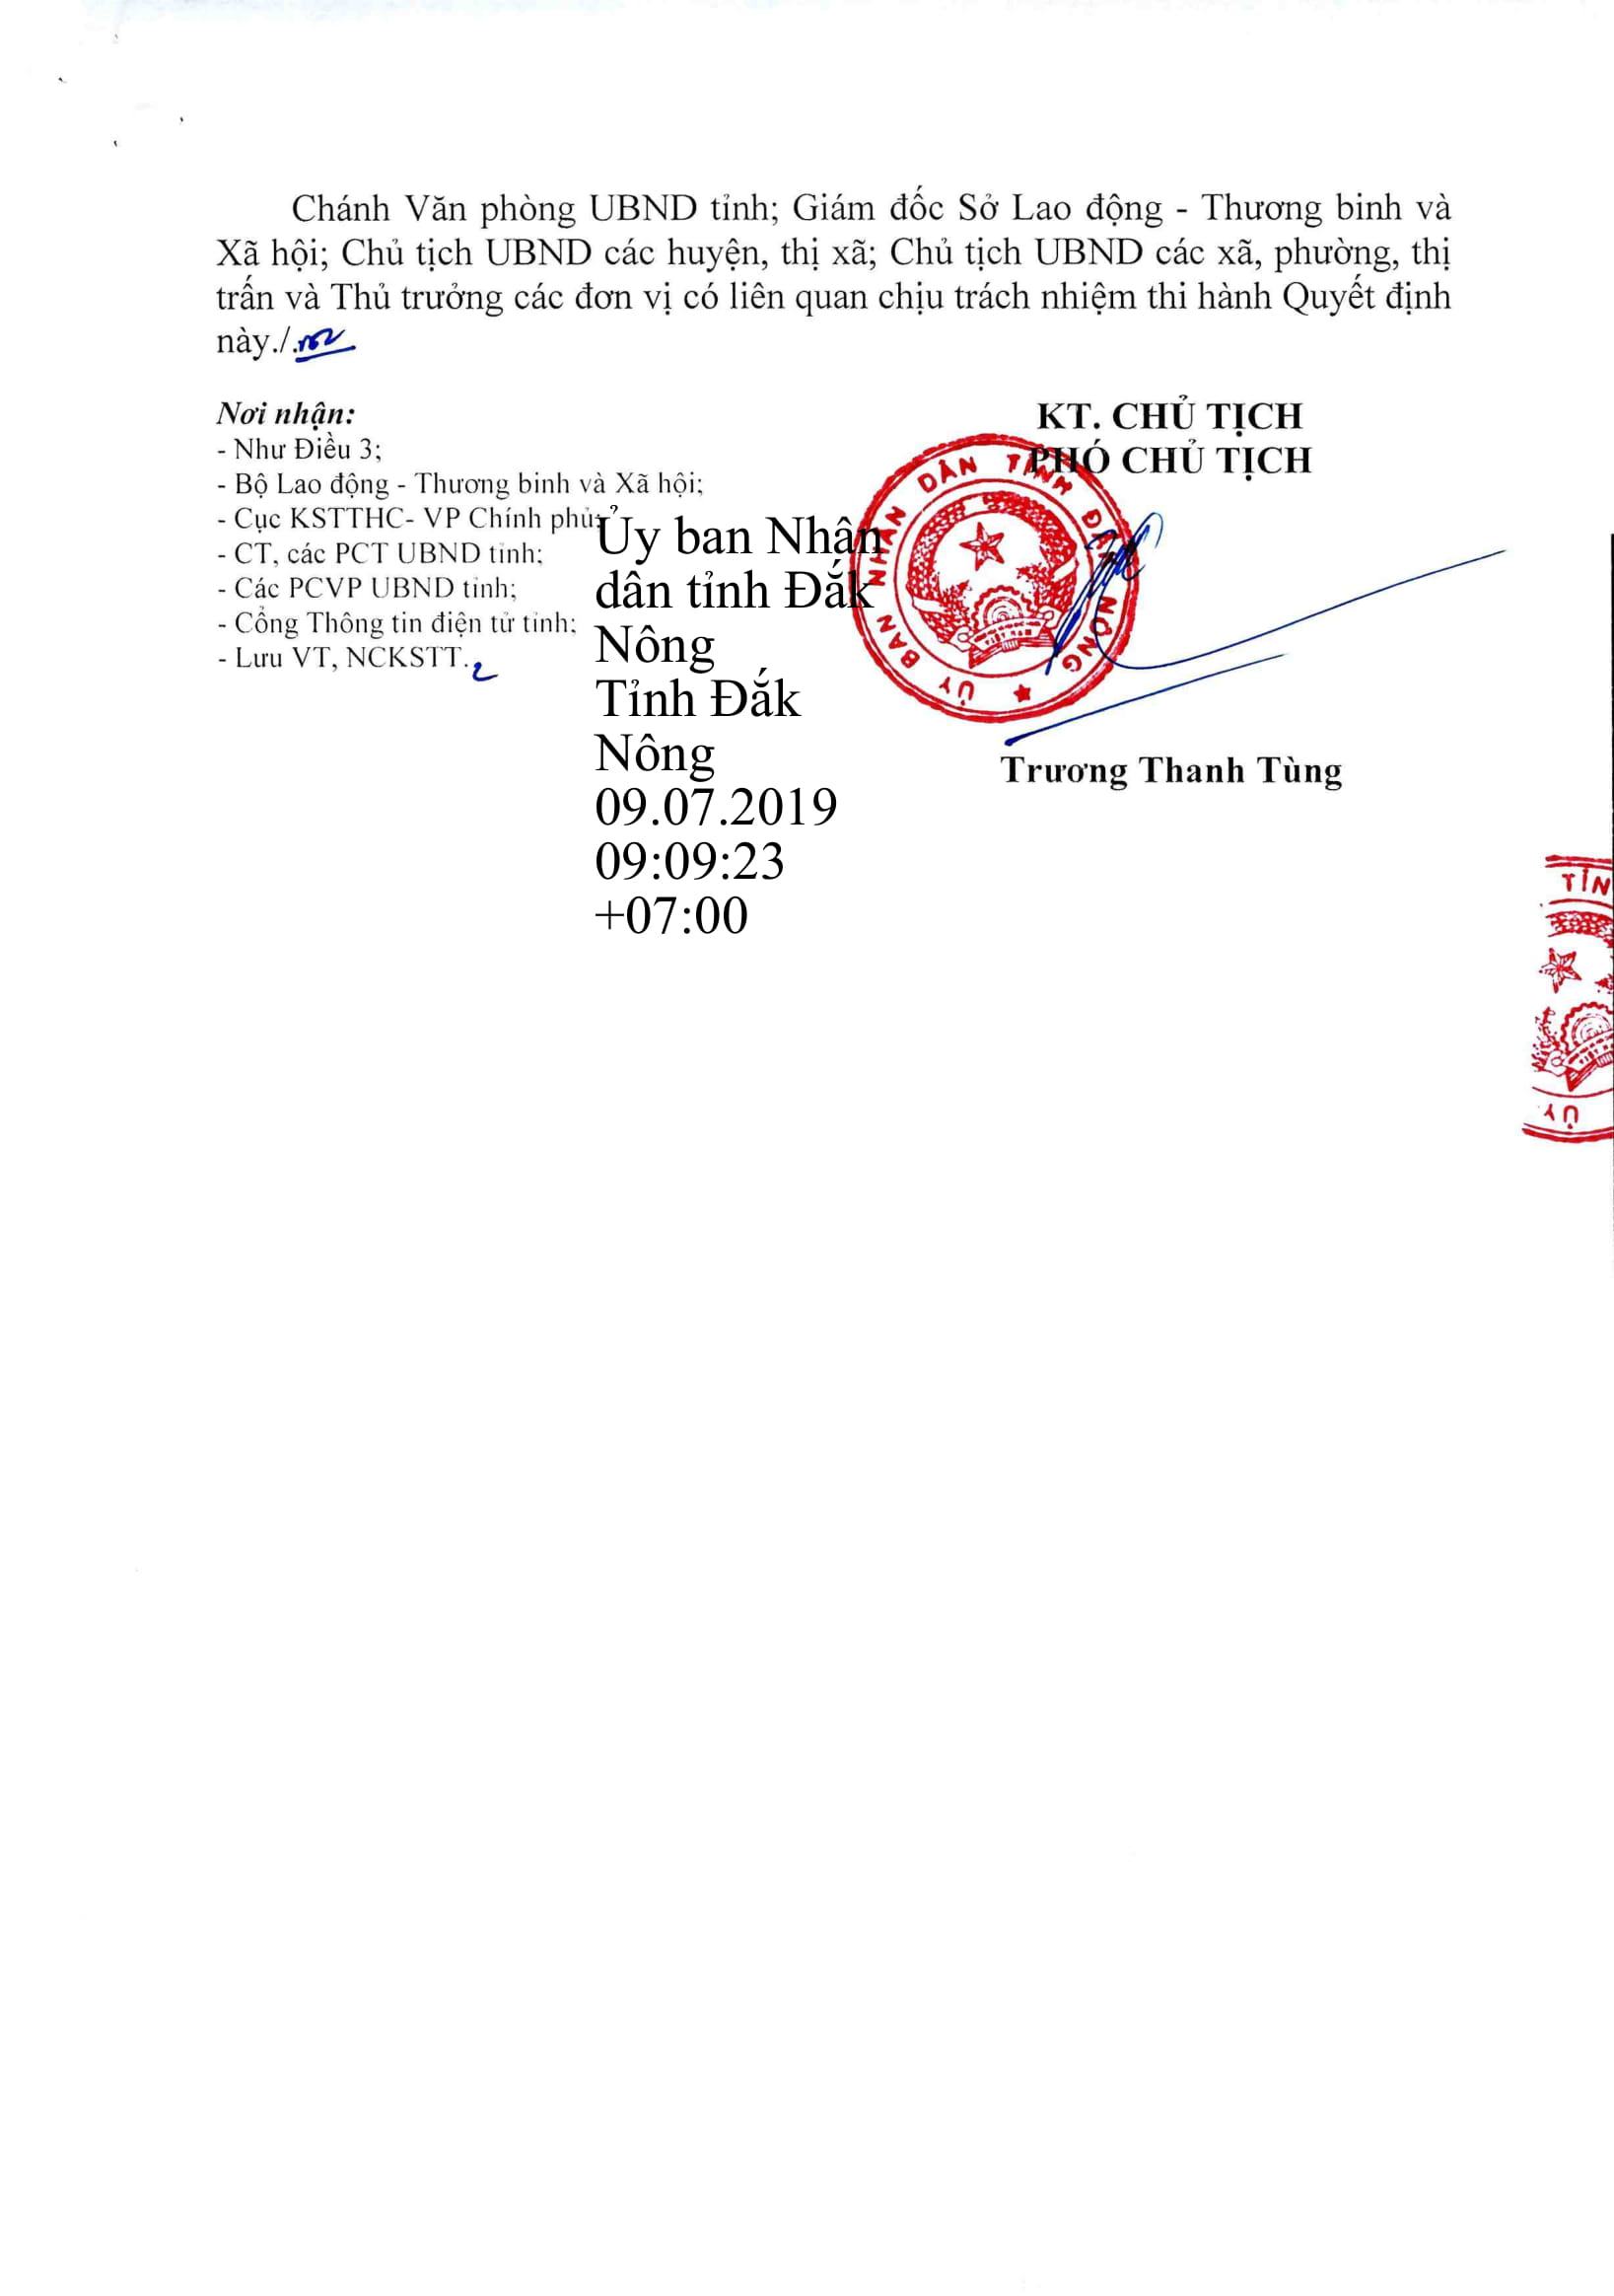 Chánh Văn phòng UBND tỉnh; Giám đốc Sở Lao động - Thương binh và
Xã hội; Chủ tịch UBND các huyện, thị xã; Chủ tịch UBND các xã, phường, thị
trấn và Thủ trưởng các đơn vị có liên quan chịu trách nhiệm thi hành Quyết định
này./.
Nơi nhận:
- Như Điều 3;
- Bộ Lao động - Thương binh và Xã hội;
- Cục KSTTHC- VP Chính phủ;
- CT, các PCT UBND tỉnh;
- Các PCVP UBND tỉnh;
- Cổng Thông tin điện tử tỉnh;
- Lưu VT, NCKSTT.
Ủy ban Nhân
dân tỉnh Đắk
Nông
Tỉnh Đắk
Nông
09.07.2019
09:09:23
+07:00
KT. CHỦ TỊCH
PHÓ CHỦ TỊCH
ỦY BAN NHÂN DÂN TỈNH ĐĂK NÔNG
VIỆT NAM
Trương Thanh Tùng
TỈN
ỦY